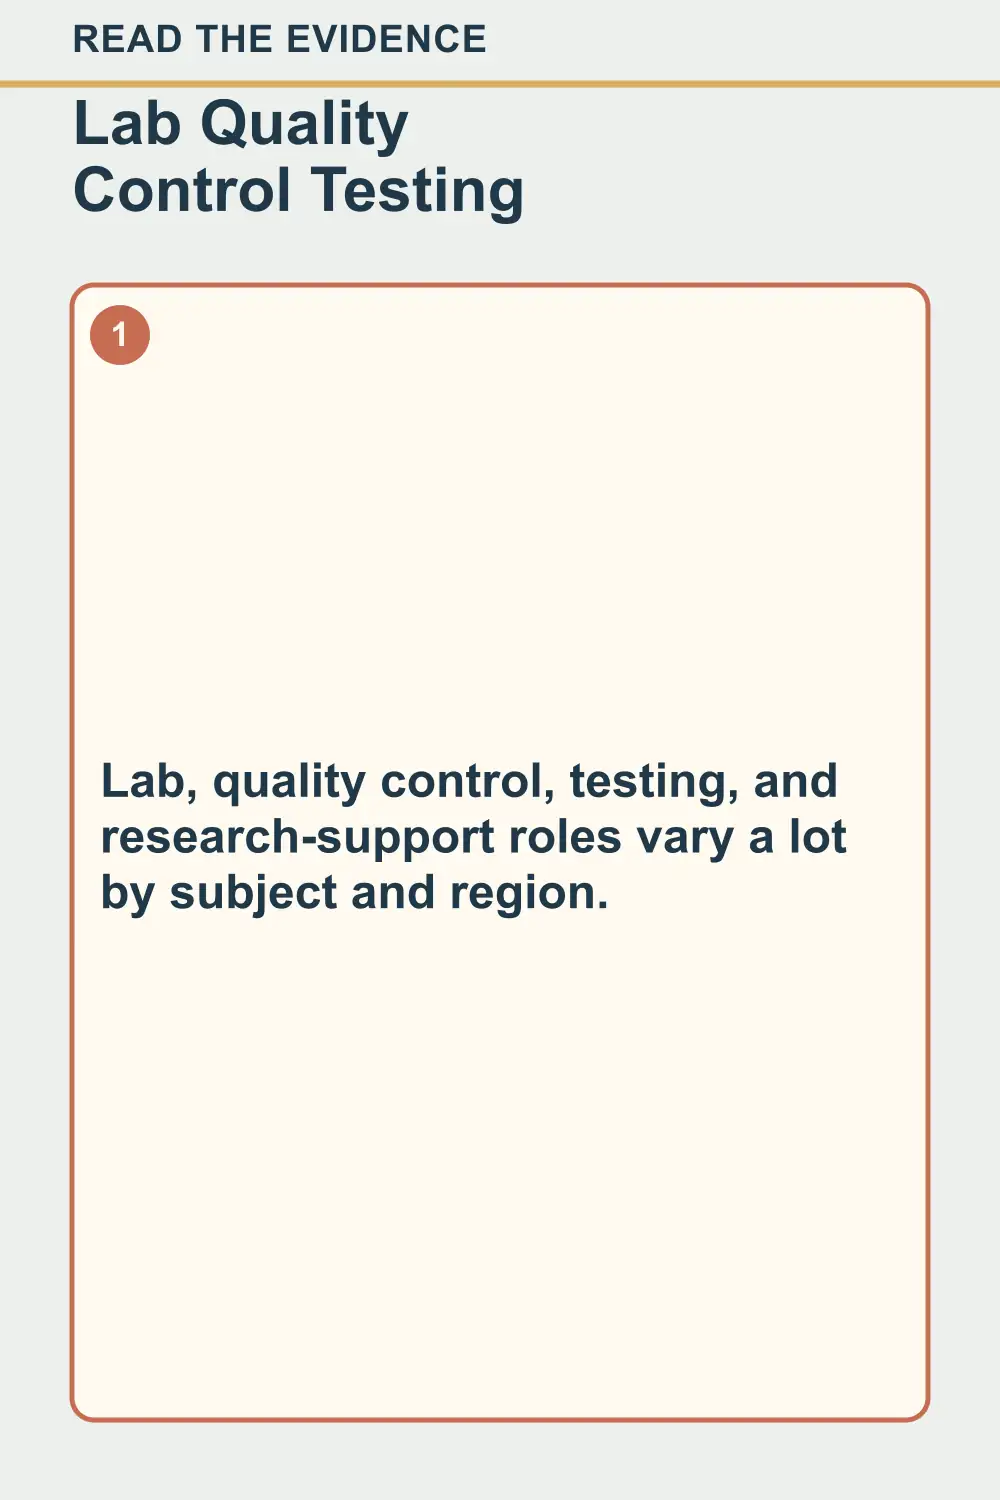 READ THE EVIDENCE
Lab Quality
Control Testing
1
Lab, quality control, testing, and
research-support roles vary a lot
by subject and region.